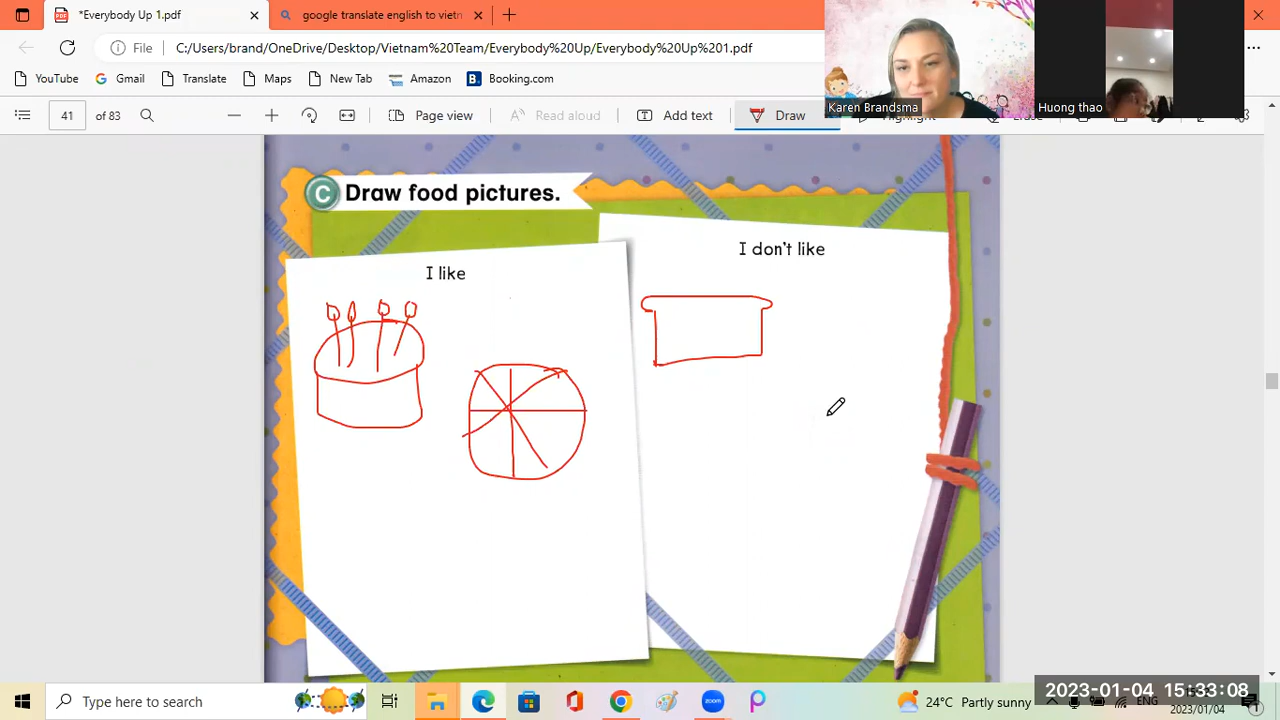 *Everybody Up 1.pdf
google translate english to vietn
File
C:/Users/brand/OneDrive/Desktop/Vietnam%20Team/Everybody%20Up/Everybody%20Up%201.pdf
YouTube
Gmail
Translate
Maps
New Tab
Amazon
B Booking.com
Karen Brandsma
Huong thao
41 of 83
Page view
Read aloud
Add text
Draw
C Draw food pictures.
I like
I don't like
Type here to search
zoom
24°C Partly sunny
ENG
2023-01-04 15:33:08
2023/01/04